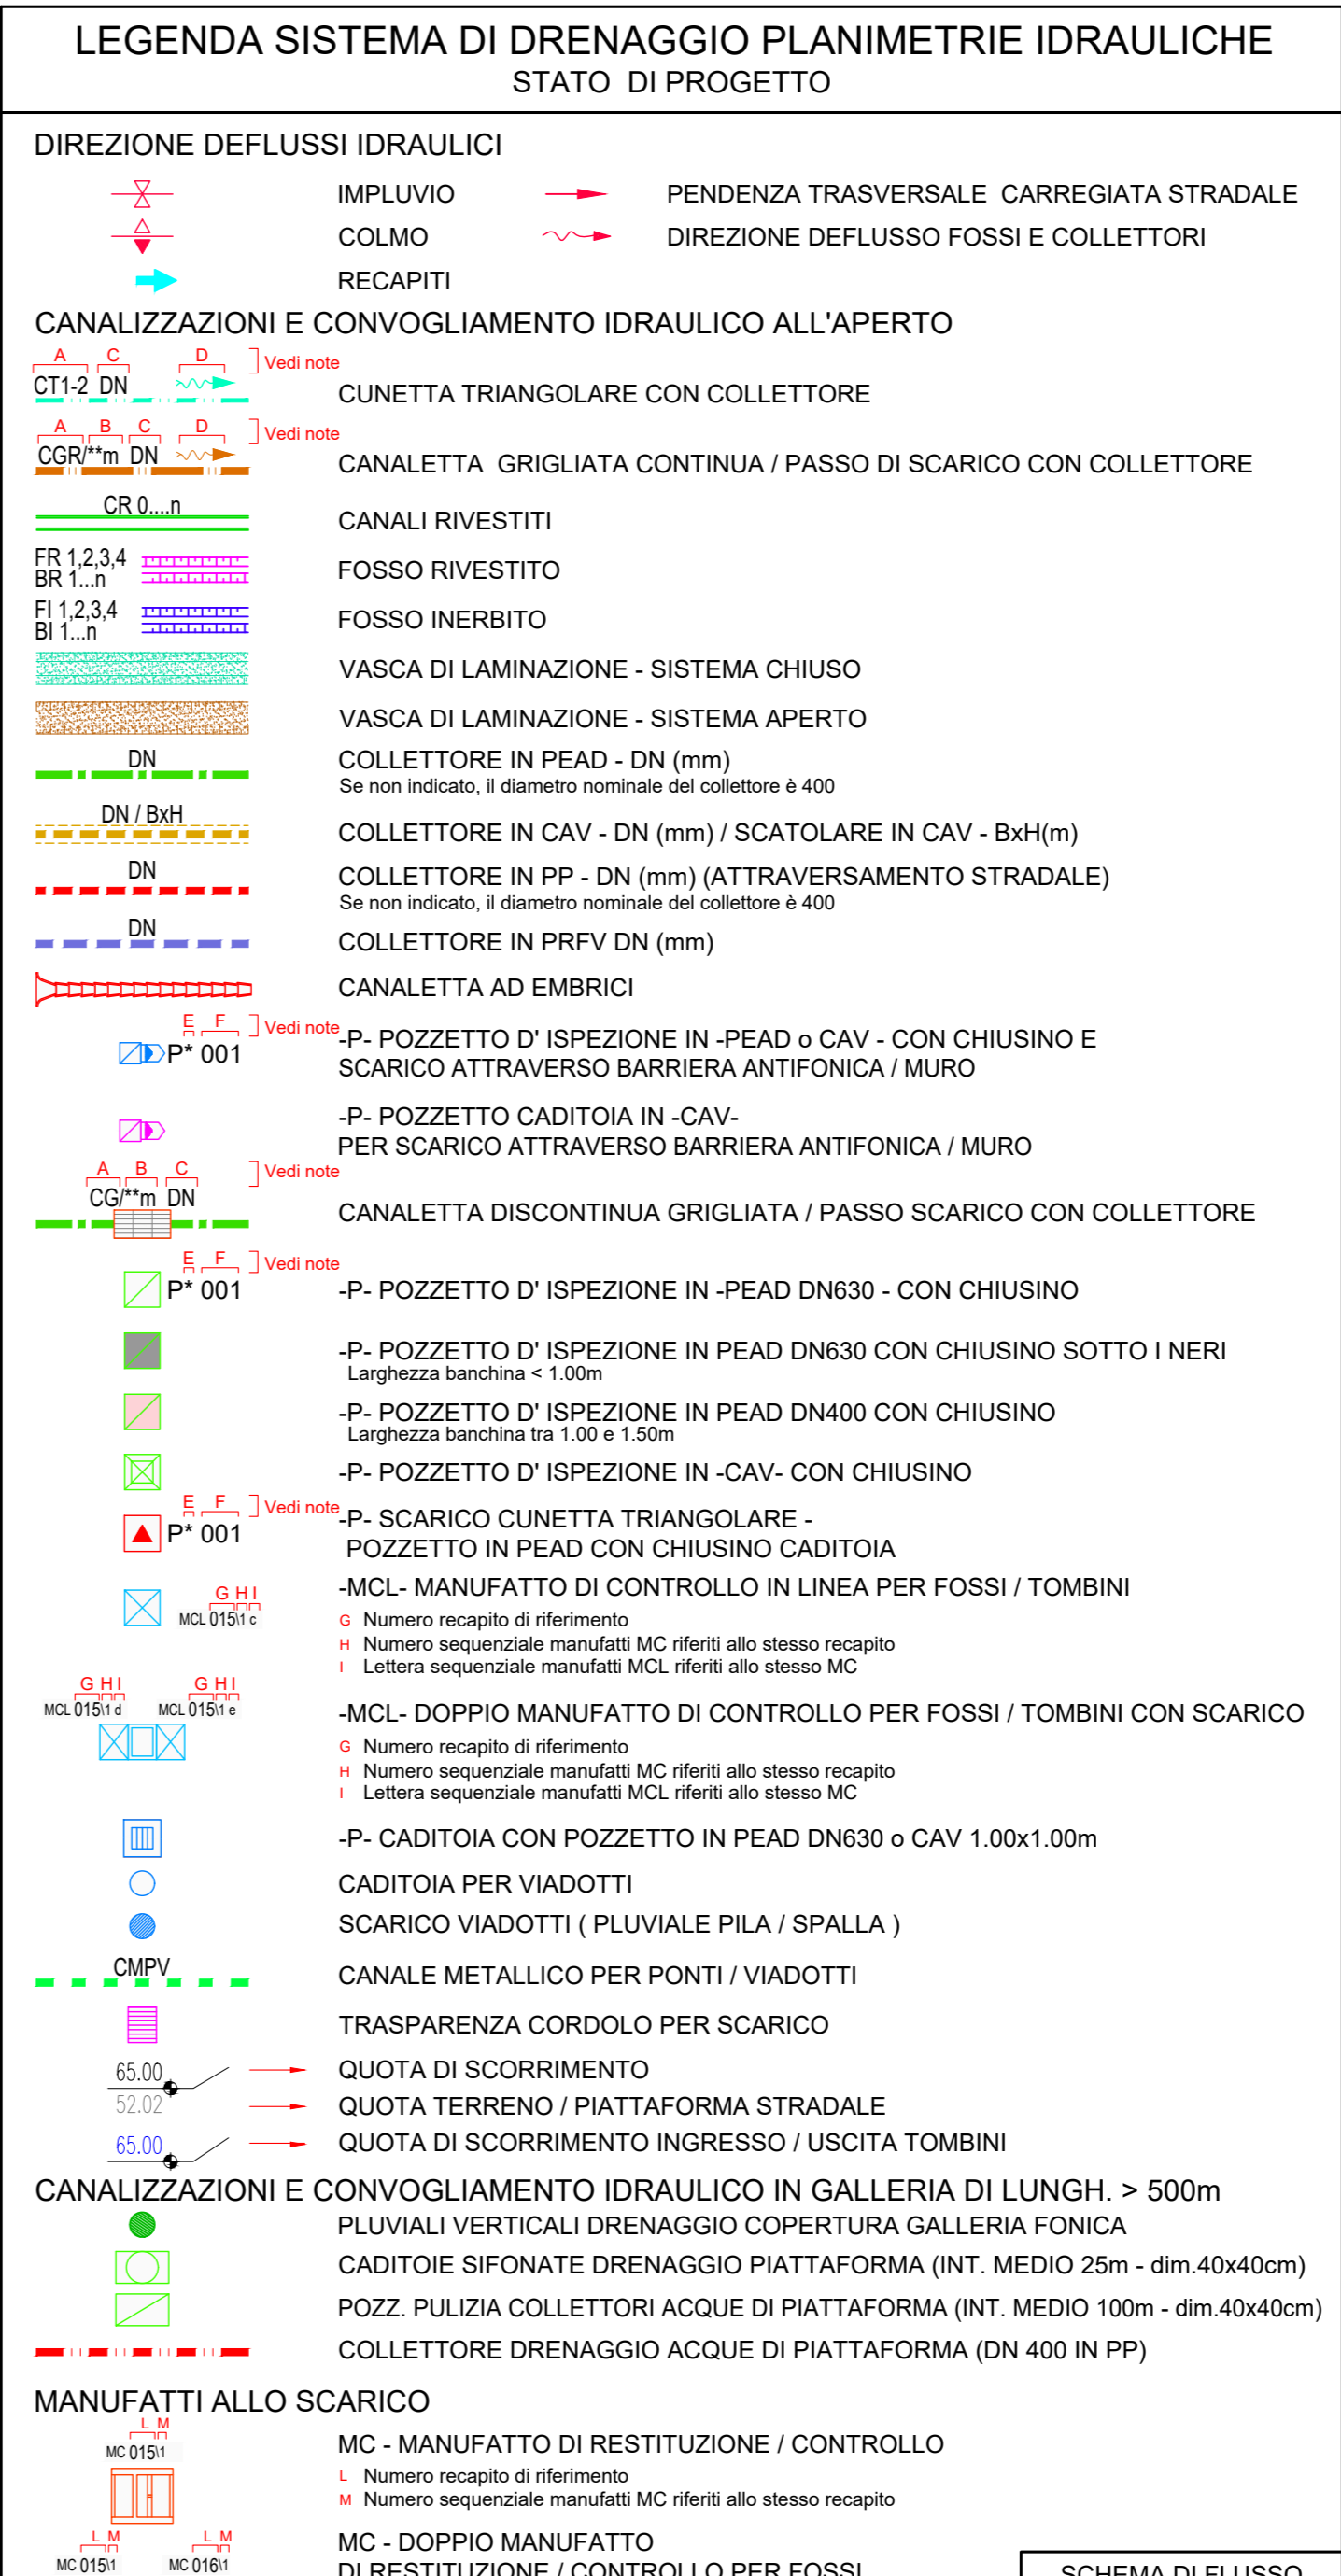 LEGENDA SISTEMA DI DRENAGGIO PLANIMETRIE IDRAULICHE
STATO DI PROGETTO
DIREZIONE DEFLUSSI IDRAULICI
IMPLUVIO
PENDENZA TRASVERSALE CARREGIATA STRADALE
COLMO
DIREZIONE DEFLUSSO FOSSI E COLLETTORI
RECAPITI
CANALIZZAZIONI E CONVOGLIAMENTO IDRAULICO ALL'APERTO
A C D Vedi note
CT1-2 DN
CUNETTA TRIANGOLARE CON COLLETTORE
A B C D Vedi note
CGR/**m DN
CANALETTA GRIGLIATA CONTINUA / PASSO DI SCARICO CON COLLETTORE
CR 0....n
CANALI RIVESTITI
FR 1,2,3,4
BR 1...n
FOSSO RIVESTITO
FI 1,2,3,4
BI 1...n
FOSSO INERBITO
VASCA DI LAMINAZIONE - SISTEMA CHIUSO
VASCA DI LAMINAZIONE - SISTEMA APERTO
DN
COLLETTORE IN PEAD - DN (mm)
Se non indicato, il diametro nominale del collettore è 400
DN / BxH
COLLETTORE IN CAV - DN (mm) / SCATOLARE IN CAV - BxH(m)
DN
COLLETTORE IN PP - DN (mm) (ATTRAVERSAMENTO STRADALE)
Se non indicato, il diametro nominale del collettore è 400
DN
COLLETTORE IN PRFV DN (mm)
CANALETTA AD EMBRICI
E F Vedi note
P* 001
-P- POZZETTO D' ISPEZIONE IN -PEAD o CAV - CON CHIUSINO E
SCARICO ATTRAVERSO BARRIERA ANTIFONICA / MURO
-P- POZZETTO CADITOIA IN -CAV-
PER SCARICO ATTRAVERSO BARRIERA ANTIFONICA / MURO
A B C Vedi note
CG/**m DN
CANALETTA DISCONTINUA GRIGLIATA / PASSO SCARICO CON COLLETTORE
E F Vedi note
P* 001
-P- POZZETTO D' ISPEZIONE IN -PEAD DN630 - CON CHIUSINO
-P- POZZETTO D' ISPEZIONE IN PEAD DN630 CON CHIUSINO SOTTO I NERI
Larghezza banchina < 1.00m
-P- POZZETTO D' ISPEZIONE IN PEAD DN400 CON CHIUSINO
Larghezza banchina tra 1.00 e 1.50m
-P- POZZETTO D' ISPEZIONE IN -CAV- CON CHIUSINO
E F Vedi note
P* 001
-P- SCARICO CUNETTA TRIANGOLARE -
POZZETTO IN PEAD CON CHIUSINO CADITOIA
G H I
MCL 015\1 c
-MCL- MANUFATTO DI CONTROLLO IN LINEA PER FOSSI / TOMBINI
G Numero recapito di riferimento
H Numero sequenziale manufatti MC riferiti allo stesso recapito
I Lettera sequenziale manufatti MCL riferiti allo stesso MC
G H I G H I
MCL 015\1 d MCL 015\1 e
-MCL- DOPPIO MANUFATTO DI CONTROLLO PER FOSSI / TOMBINI CON SCARICO
G Numero recapito di riferimento
H Numero sequenziale manufatti MC riferiti allo stesso recapito
I Lettera sequenziale manufatti MCL riferiti allo stesso MC
-P- CADITOIA CON POZZETTO IN PEAD DN630 o CAV 1.00x1.00m
CADITOIA PER VIADOTTI
SCARICO VIADOTTI ( PLUVIALE PILA / SPALLA )
CMPV
CANALE METALLICO PER PONTI / VIADOTTI
TRASPARENZA CORDOLO PER SCARICO
65.00
QUOTA DI SCORRIMENTO
52.02
QUOTA TERRENO / PIATTAFORMA STRADALE
65.00
QUOTA DI SCORRIMENTO INGRESSO / USCITA TOMBINI
CANALIZZAZIONI E CONVOGLIAMENTO IDRAULICO IN GALLERIA DI LUNGH. > 500m
PLUVIALI VERTICALI DRENAGGIO COPERTURA GALLERIA FONICA
CADITOIE SIFONATE DRENAGGIO PIATTAFORMA (INT. MEDIO 25m - dim.40x40cm)
POZZ. PULIZIA COLLETTORI ACQUE DI PIATTAFORMA (INT. MEDIO 100m - dim.40x40cm)
COLLETTORE DRENAGGIO ACQUE DI PIATTAFORMA (DN 400 IN PP)
MANUFATTI ALLO SCARICO
L M
MC 015\1
MC - MANUFATTO DI RESTITUZIONE / CONTROLLO
L Numero recapito di riferimento
M Numero sequenziale manufatti MC riferiti allo stesso recapito
L M L M
MC 015\1 MC 016\1
MC - DOPPIO MANUFATTO
DI RESTITUZIONE / CONTROLLO PER FOSSI
SCHEMA DI FLUSSO